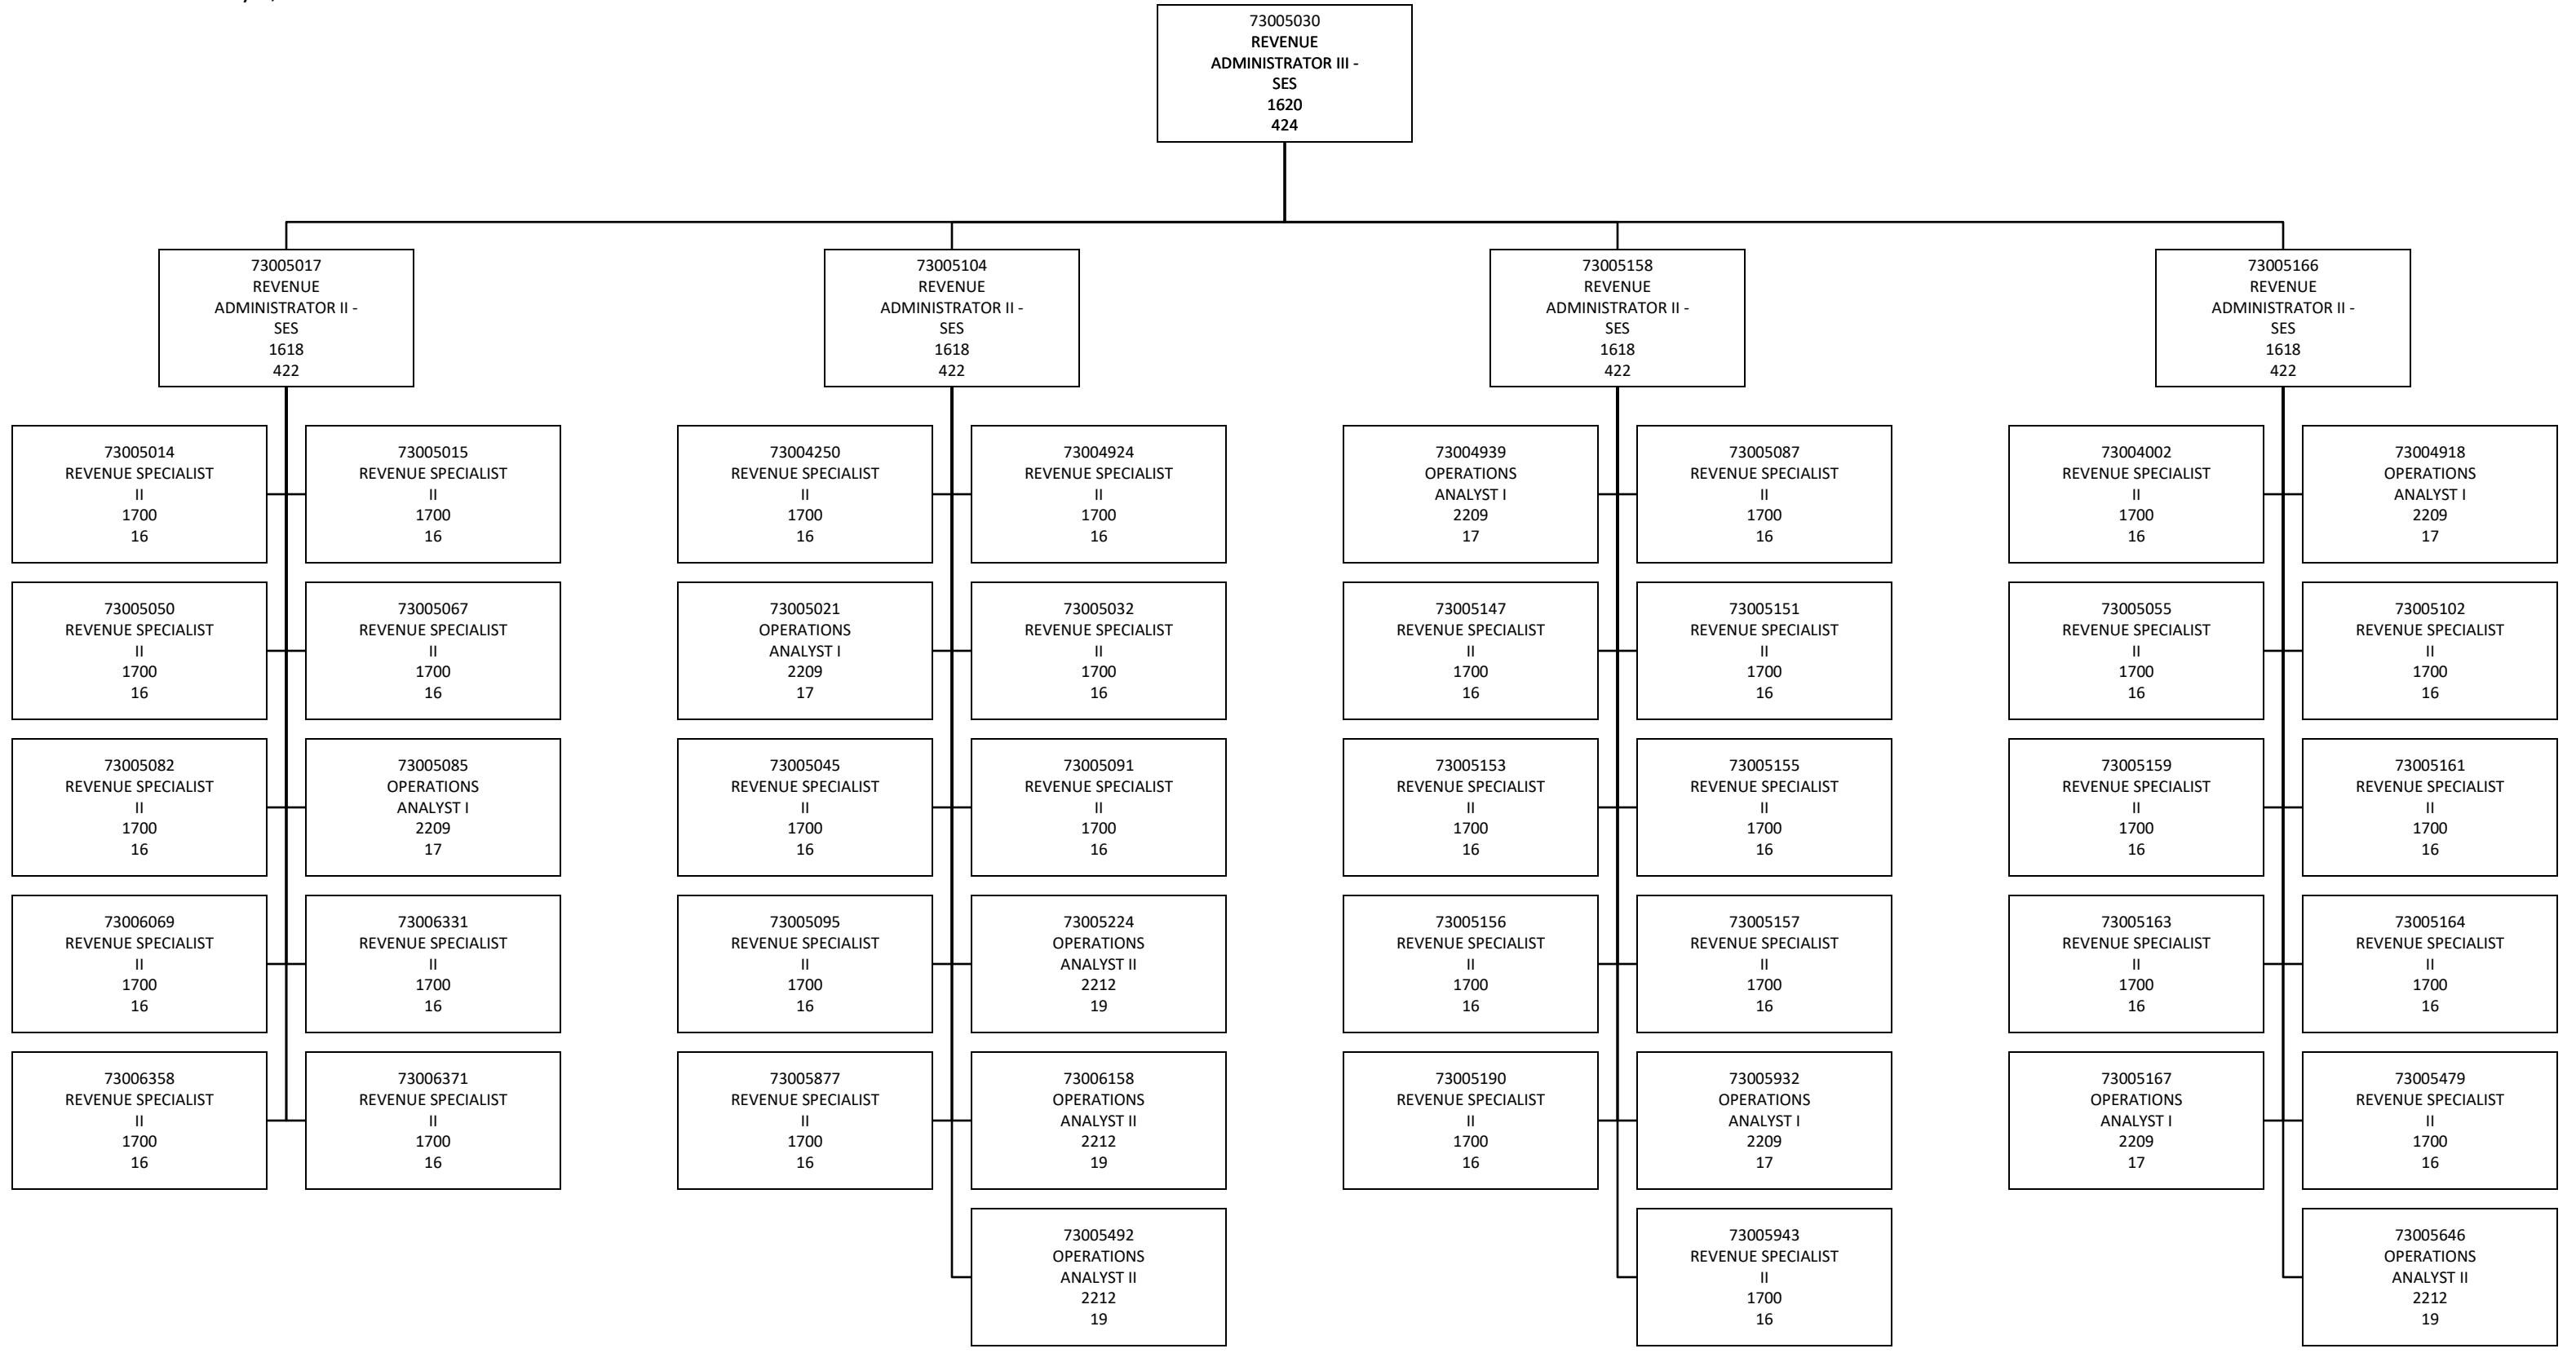 73005030
REVENUE
ADMINISTRATOR III -
SES
1620
424
73005017
REVENUE
ADMINISTRATOR II -
SES
1618
422
73005104
REVENUE
ADMINISTRATOR II -
SES
1618
422
73005158
REVENUE
ADMINISTRATOR II -
SES
1618
422
73005166
REVENUE
ADMINISTRATOR II -
SES
1618
422
73005014
REVENUE SPECIALIST
II
1700
16
73005015
REVENUE SPECIALIST
II
1700
16
73004250
REVENUE SPECIALIST
II
1700
16
73004924
REVENUE SPECIALIST
II
1700
16
73004939
OPERATIONS
ANALYST I
2209
17
73005087
REVENUE SPECIALIST
II
1700
16
73004002
REVENUE SPECIALIST
II
1700
16
73004918
OPERATIONS
ANALYST I
2209
17
73005050
REVENUE SPECIALIST
II
1700
16
73005067
REVENUE SPECIALIST
II
1700
16
73005021
OPERATIONS
ANALYST I
2209
17
73005032
REVENUE SPECIALIST
II
1700
16
73005147
REVENUE SPECIALIST
II
1700
16
73005151
REVENUE SPECIALIST
II
1700
16
73005055
REVENUE SPECIALIST
II
1700
16
73005102
REVENUE SPECIALIST
II
1700
16
73005082
REVENUE SPECIALIST
II
1700
16
73005085
OPERATIONS
ANALYST I
2209
17
73005045
REVENUE SPECIALIST
II
1700
16
73005091
REVENUE SPECIALIST
II
1700
16
73005153
REVENUE SPECIALIST
II
1700
16
73005155
REVENUE SPECIALIST
II
1700
16
73005159
REVENUE SPECIALIST
II
1700
16
73005161
REVENUE SPECIALIST
II
1700
16
73006069
REVENUE SPECIALIST
II
1700
16
73006331
REVENUE SPECIALIST
II
1700
16
73005095
REVENUE SPECIALIST
II
1700
16
73005224
OPERATIONS
ANALYST II
2212
19
73005156
REVENUE SPECIALIST
II
1700
16
73005157
REVENUE SPECIALIST
II
1700
16
73005163
REVENUE SPECIALIST
II
1700
16
73005164
REVENUE SPECIALIST
II
1700
16
73006358
REVENUE SPECIALIST
II
1700
16
73006371
REVENUE SPECIALIST
II
1700
16
73005877
REVENUE SPECIALIST
II
1700
16
73006158
OPERATIONS
ANALYST II
2212
19
73005190
REVENUE SPECIALIST
II
1700
16
73005932
OPERATIONS
ANALYST I
2209
17
73005167
OPERATIONS
ANALYST I
2209
17
73005479
REVENUE SPECIALIST
II
1700
16
73005492
OPERATIONS
ANALYST II
2212
19
73005943
REVENUE SPECIALIST
II
1700
16
73005646
OPERATIONS
ANALYST II
2212
19